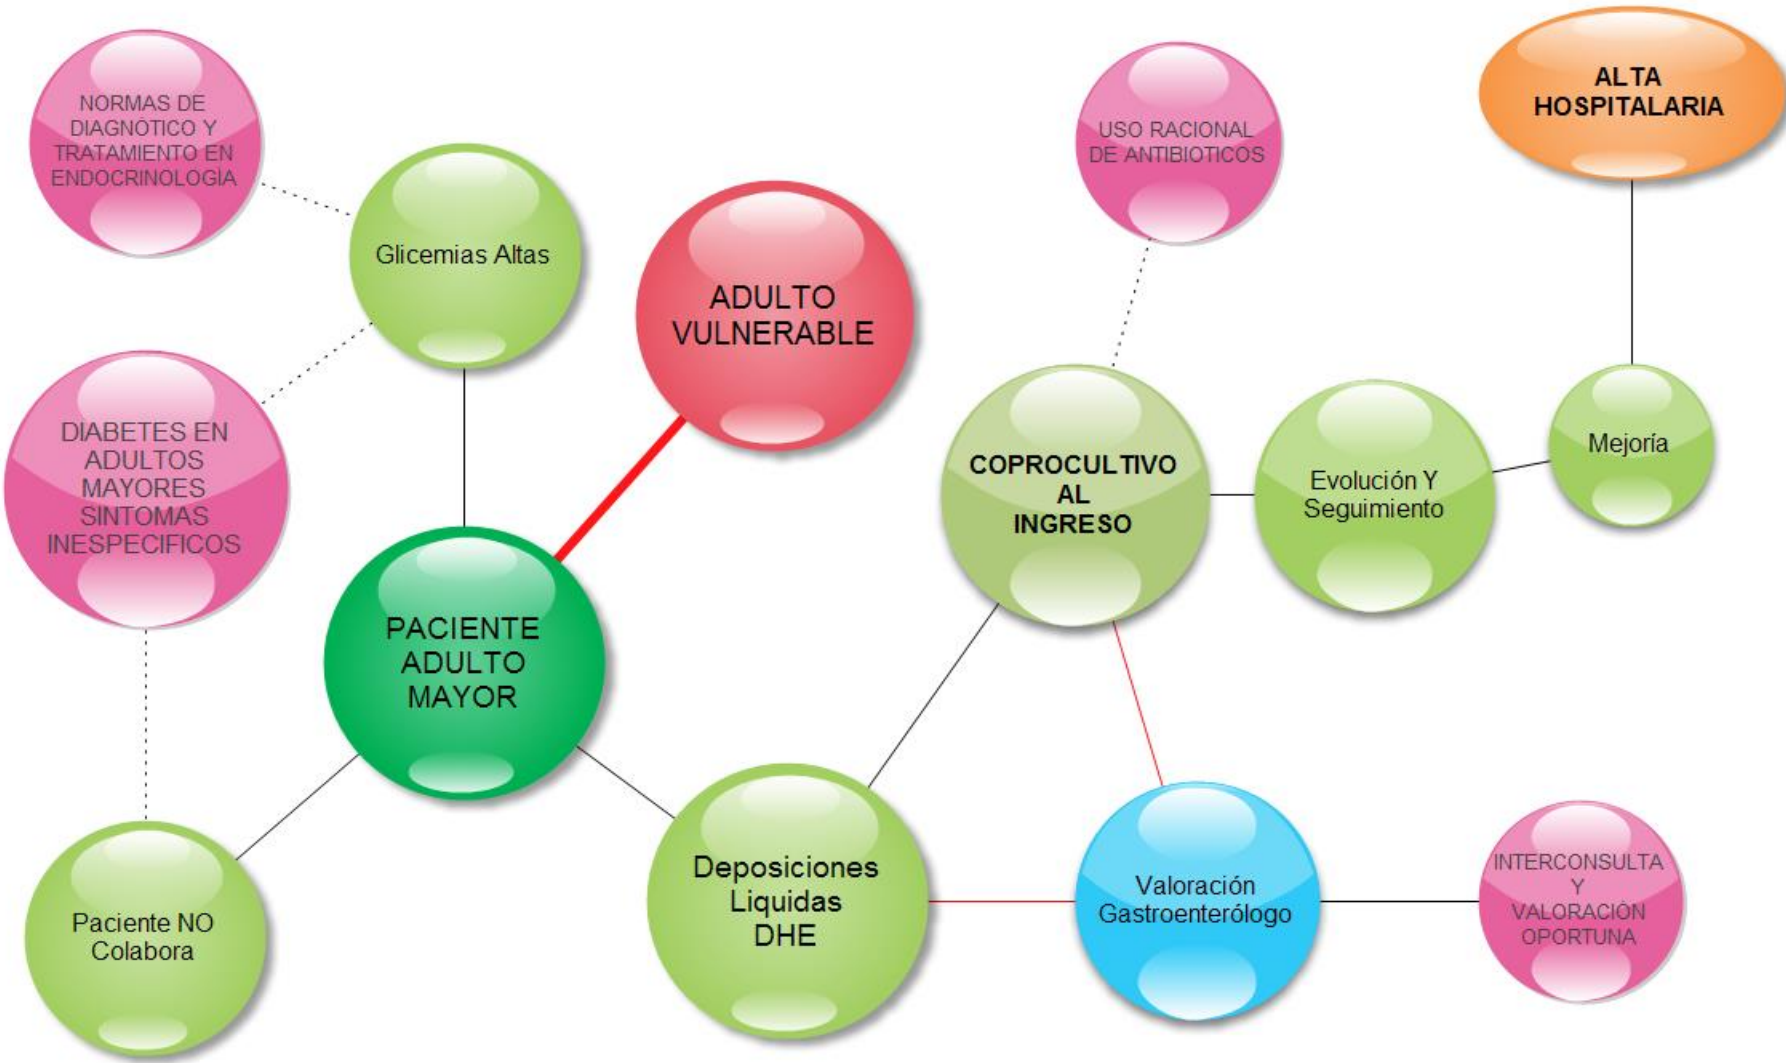 NORMAS DE
DIAGNÓTICO Y
TRATAMIENTO EN
ENDOCRINOLOGÍA
Glicemias Altas
ADULTO
VULNERABLE
USO RACIONAL
DE ANTIBIOTICOS
ALTA
HOSPITALARIA
DIABETES EN
ADULTOS
MAYORES
SINTOMAS
INESPECIFICOS
COPROCULTIVO
AL
INGRESO
Evolución Y
Seguimiento
Mejoría
PACIENTE
ADULTO
MAYOR
Paciente NO
Colabora
Deposiciones
Liquidas
DHE
Valoración
Gastroenterólogo
INTERCONSULTA
Y
VALORACIÓN
OPORTUNA